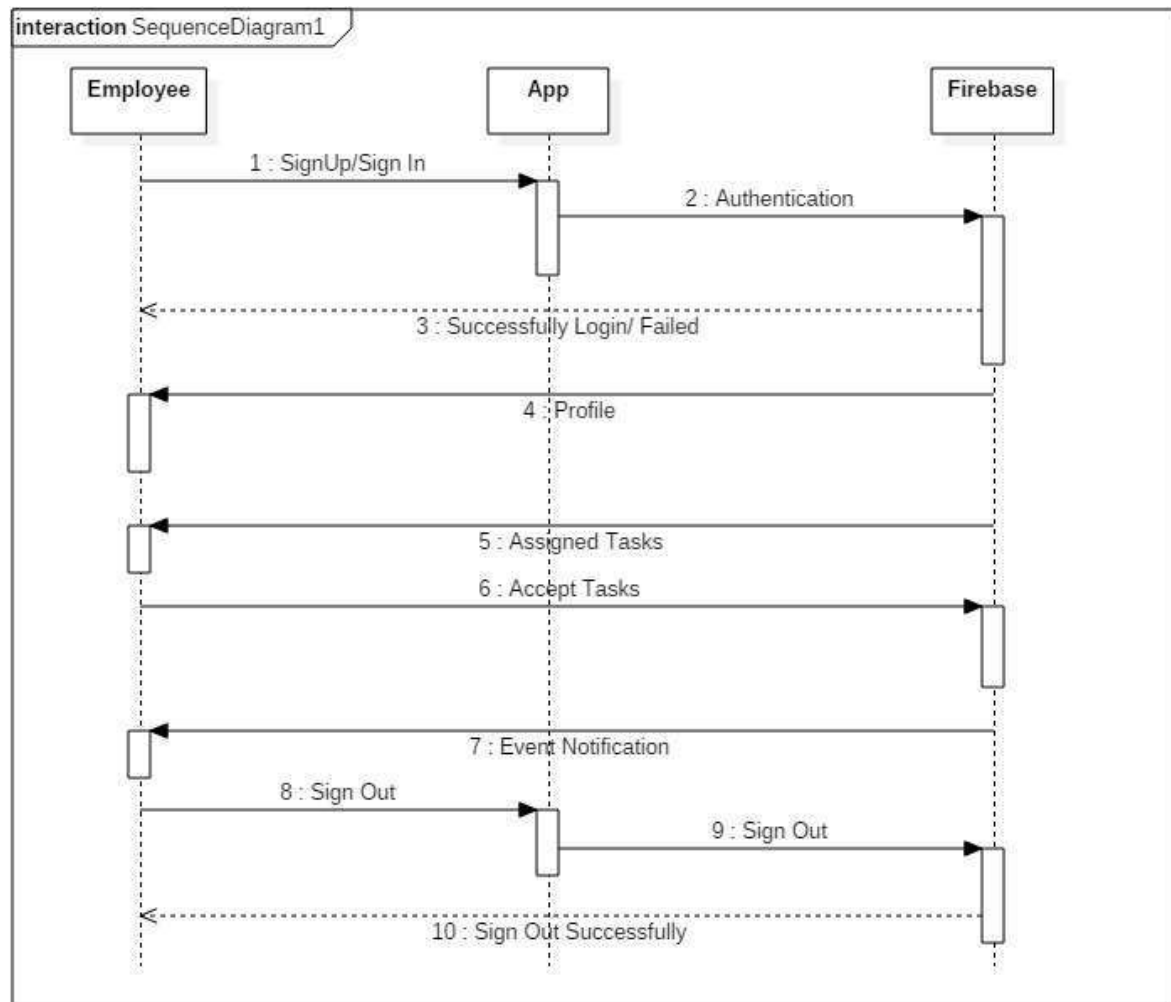 interaction SequenceDiagram1
Employee
App
Firebase
1 : SignUp/Sign In
2 : Authentication
3 : Successfully Login/ Failed
4 : Profile
5 : Assigned Tasks
6 : Accept Tasks
7 : Event Notification
8 : Sign Out
9 : Sign Out
10 : Sign Out Successfully